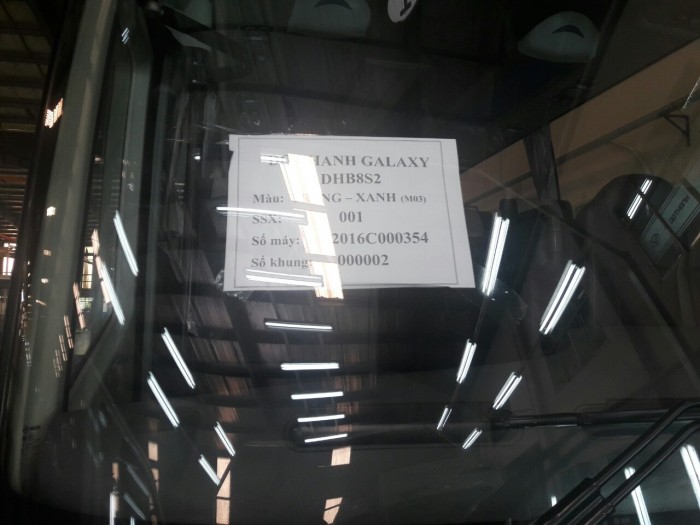 HANH GALAXY
DHB8S2
Màu: NG – XANH (M03)
SSX: 001
Số máy: 2016C000354
Số khung: 000002